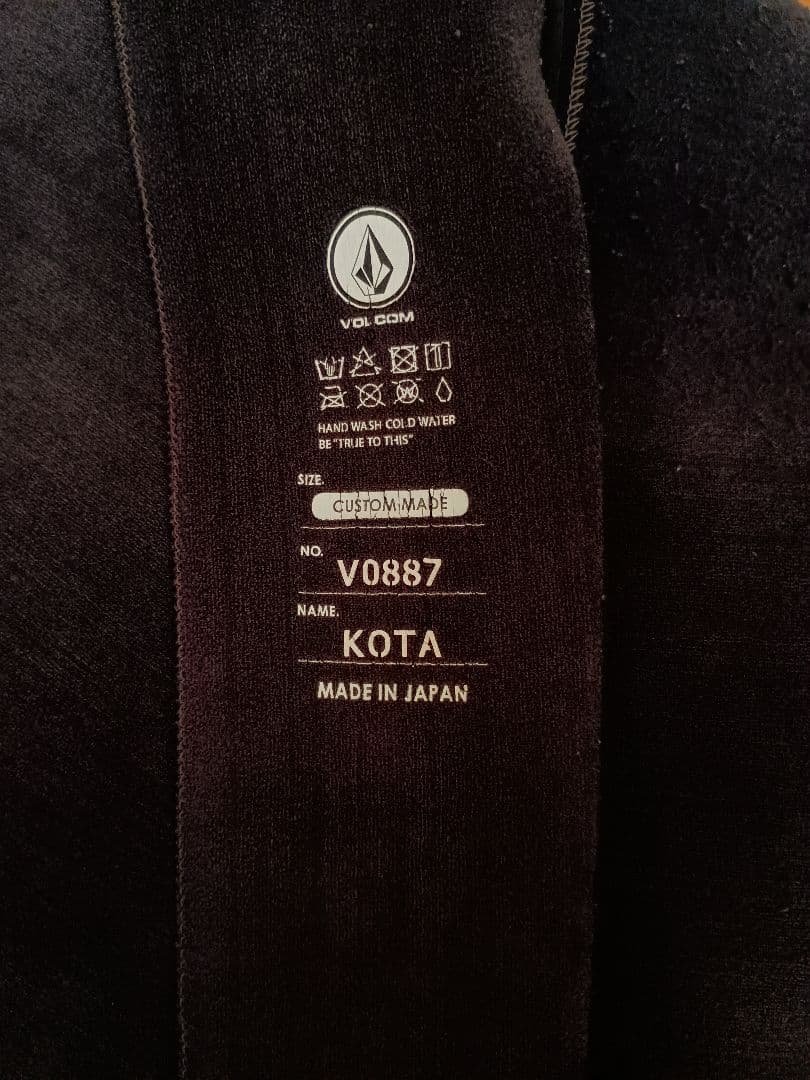 VOLCOM
W
HAND WASH COLD WATER
BE "TRUE TO THIS"
SIZE.
CUSTOM MADE
NO.
V0887
NAME.
KOTA
MADE IN JAPAN